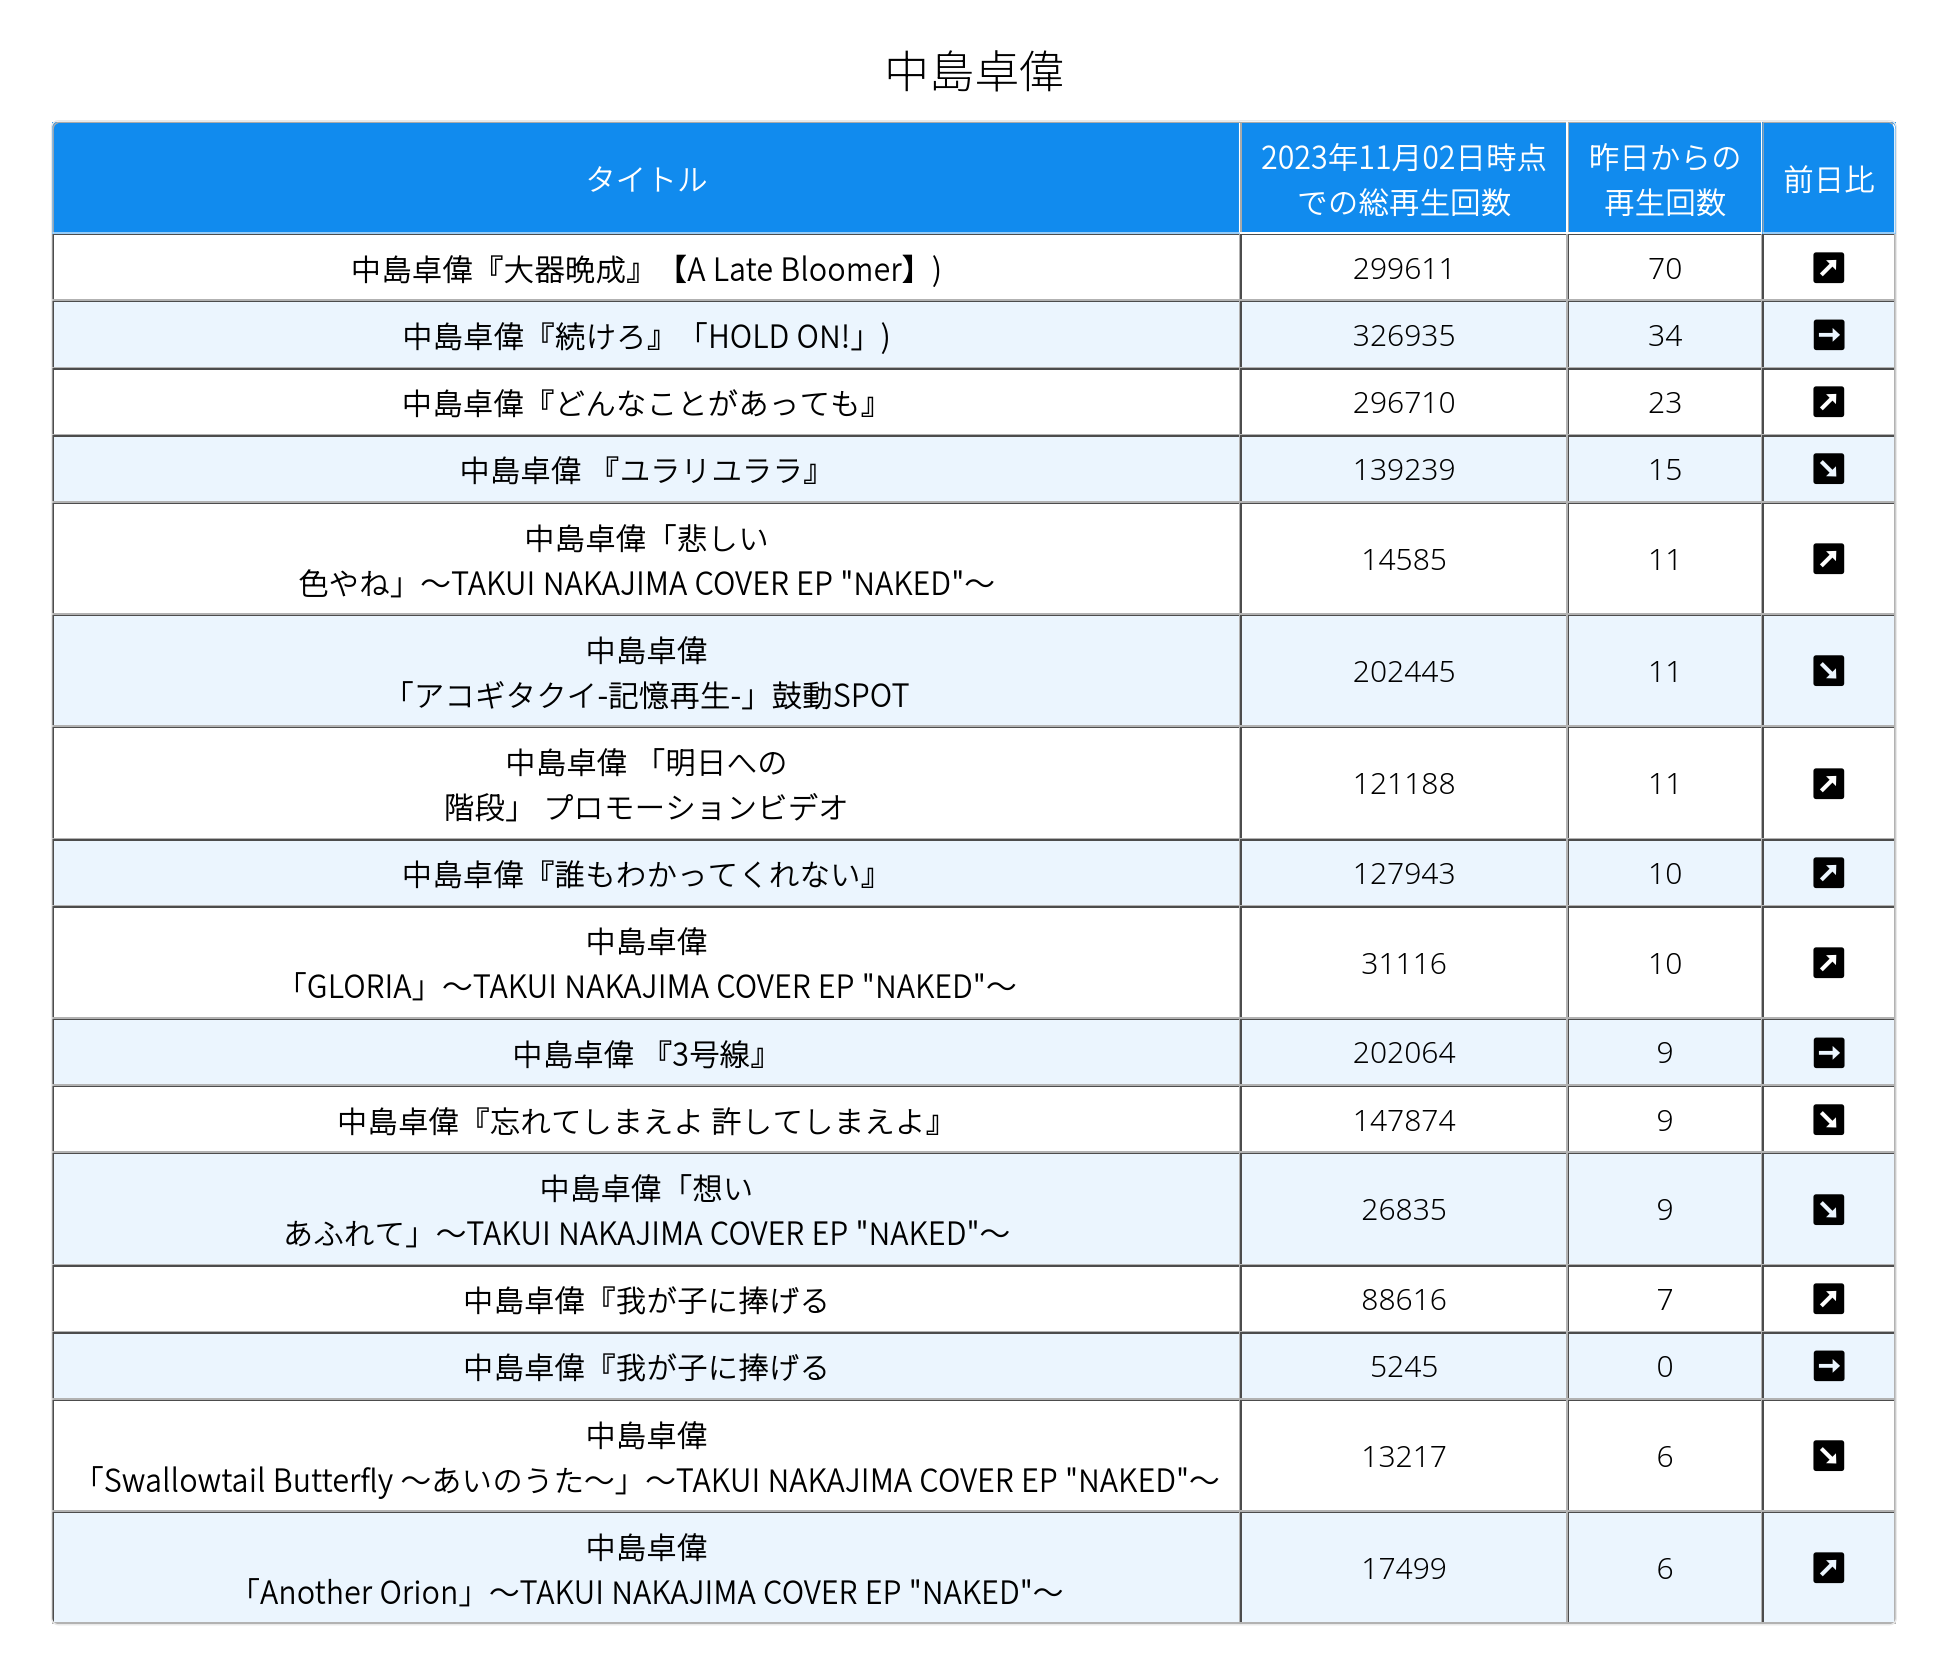 中島卓偉
タイトル
2023年11月02日時点
での総再生回数
昨日からの
再生回数
前日比
中島卓偉『大器晩成』【A Late Bloomer】)
299611
70
中島卓偉『続けろ』「HOLD ON!」)
326935
34
中島卓偉『どんなことがあっても』
296710
23
中島卓偉 『ユラリユララ』
139239
15
中島卓偉「悲しい
色やね」〜TAKUI NAKAJIMA COVER EP "NAKED"〜
14585
11
中島卓偉
「アコギタクイ-記憶再生-」鼓動SPOT
202445
11
中島卓偉 「明日への
階段」 プロモーションビデオ
121188
11
中島卓偉『誰もわかってくれない』
127943
10
中島卓偉
「GLORIA」〜TAKUI NAKAJIMA COVER EP "NAKED"〜
31116
10
中島卓偉 『3号線』
202064
9
中島卓偉『忘れてしまえよ 許してしまえよ』
147874
9
中島卓偉「想い
あふれて」〜TAKUI NAKAJIMA COVER EP "NAKED"〜
26835
9
中島卓偉『我が子に捧げる
88616
7
中島卓偉『我が子に捧げる
5245
0
中島卓偉
「Swallowtail Butterfly 〜あいのうた〜」〜TAKUI NAKAJIMA COVER EP "NAKED"〜
13217
6
中島卓偉
「Another Orion」〜TAKUI NAKAJIMA COVER EP "NAKED"〜
17499
6